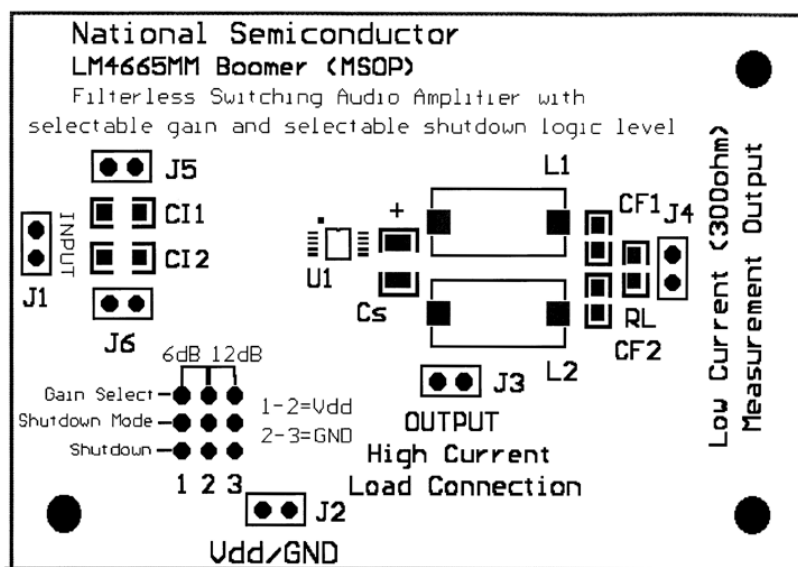 National Semiconductor
LM4665MM Boomer (MSOP)
Filterless Switching Audio Amplifier with
selectable gain and selectable shutdown logic level
J5
CI1
INPUT
CI2
J1
J6
+
U1
Cs
L1
L2
CF1
J4
RL
CF2
Low Current (300ohm)
Measurement Output
J3
OUTPUT
High Current
Load Connection
6dB 12dB
Gain Select
Shutdown Mode
Shutdown
1-2=Vdd
2-3=GND
1 2 3
J2
Vdd/GND